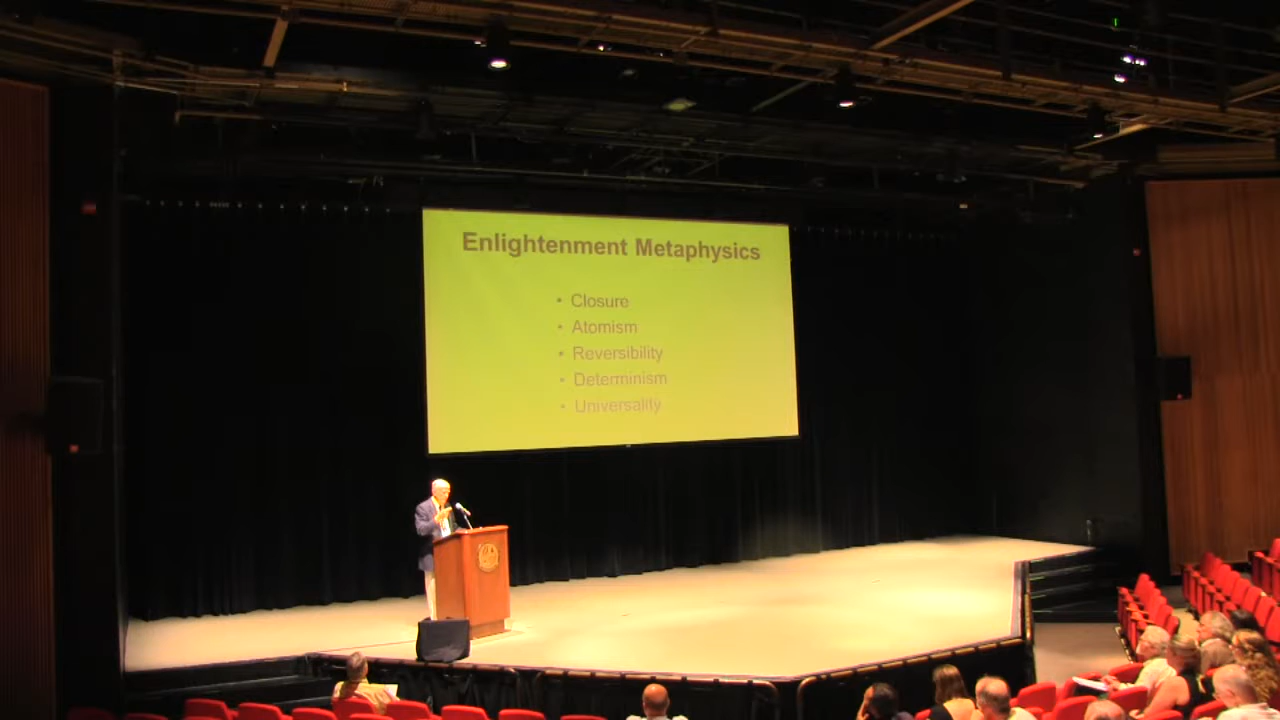 Enlightenment Metaphysics
• Closure
• Atomism
• Reversibility
• Determinism
• Universality